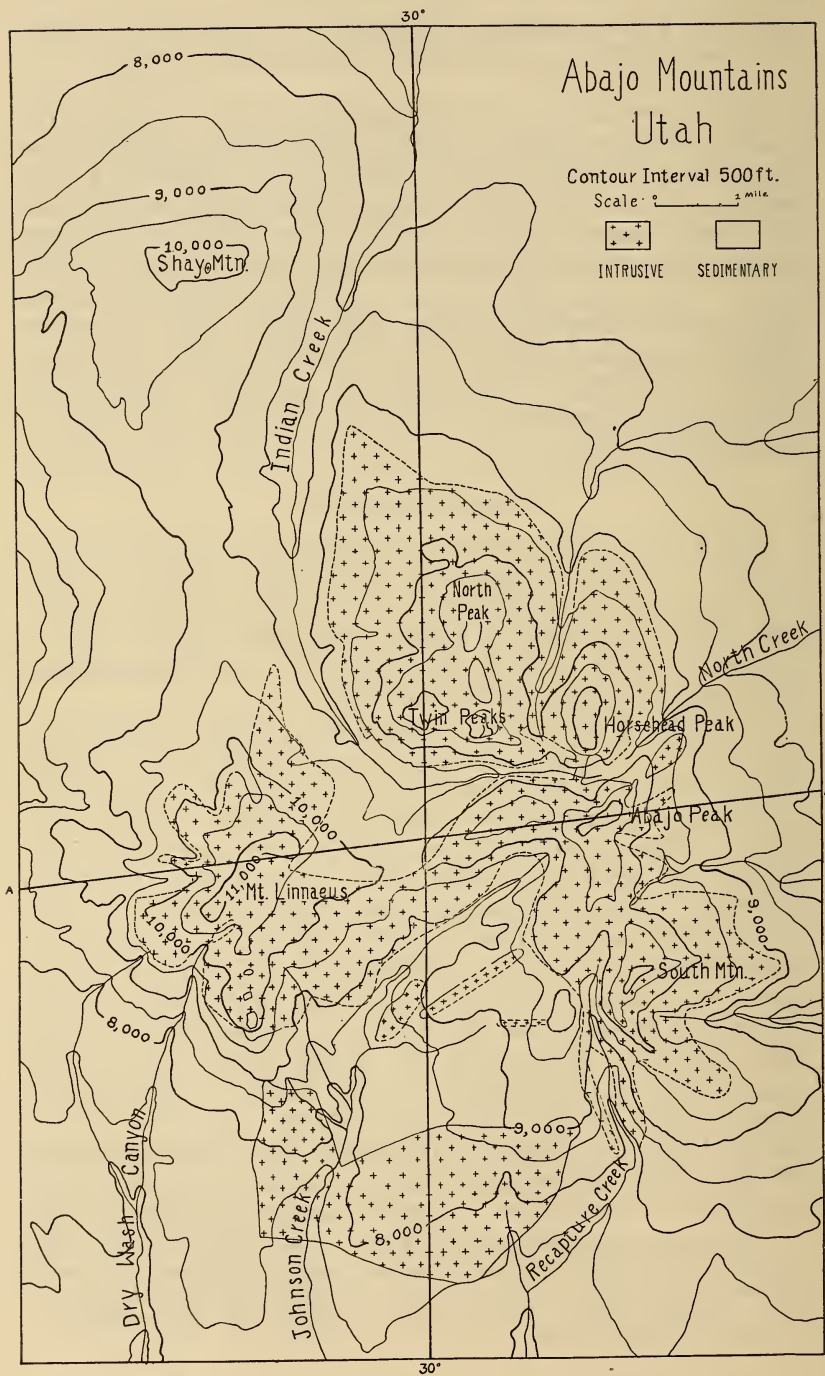 30°
Abajo Mountains
Utah
Contour Interval 500 ft.
Scale 0 1 mile
INTRUSIVE SEDIMENTARY
8,000
9,000
10,000
Shay Mtn.
Indian Creek
North
Peak
North Creek
Twin Peaks
Horsehead Peak
10,000
Abajo Peak
A
11,000
Mt. Linnaeus
10,000
9,000
South Mtn.
8,000
Dry Wash Canyon
9,000
Johnson Creek
8,000
Recapture Creek
30°